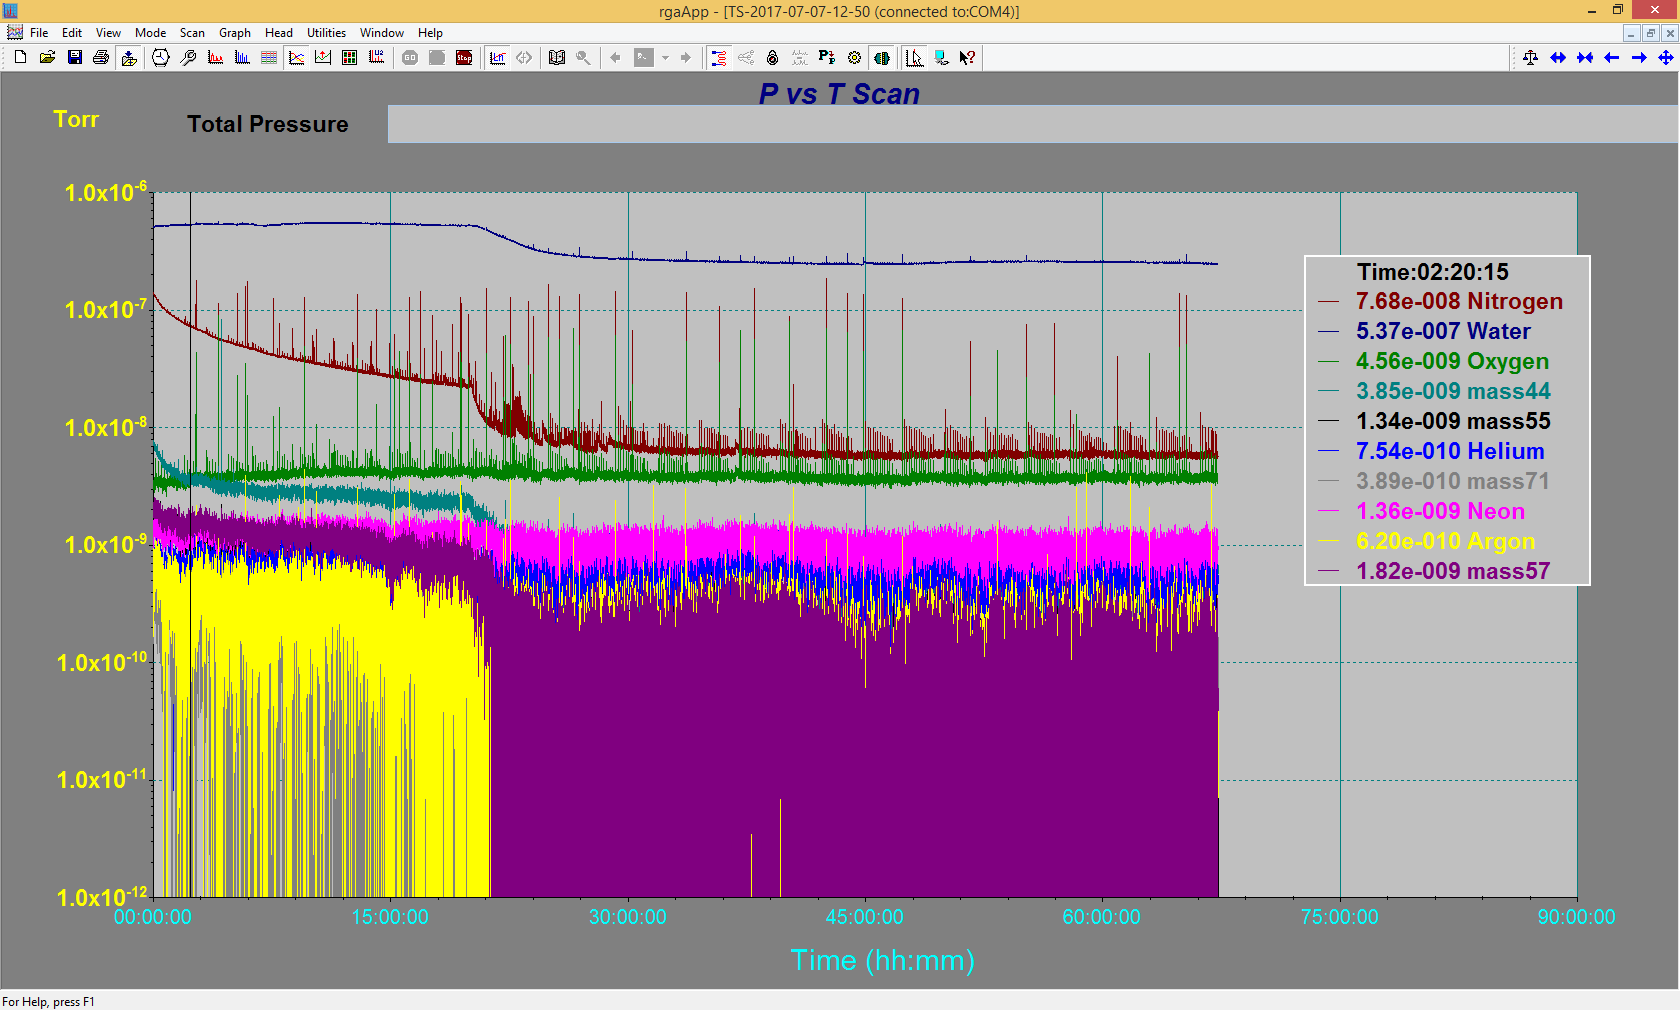 rgaApp - [TS-2017-07-07-12-50 (connected to:COM4)]
File Edit View Mode Scan Graph Head Utilities Window Help
GO Stop
P vs T Scan
Torr
Total Pressure
1.0x10-6
1.0x10-7
1.0x10-8
1.0x10-9
1.0x10-10
1.0x10-11
1.0x10-12
Time:02:20:15
7.68e-008 Nitrogen
5.37e-007 Water
4.56e-009 Oxygen
3.85e-009 mass44
1.34e-009 mass55
7.54e-010 Helium
3.89e-010 mass71
1.36e-009 Neon
6.20e-010 Argon
1.82e-009 mass57
00:00:00 15:00:00 30:00:00 45:00:00 60:00:00 75:00:00 90:00:00
Time (hh:mm)
For Help, press F1